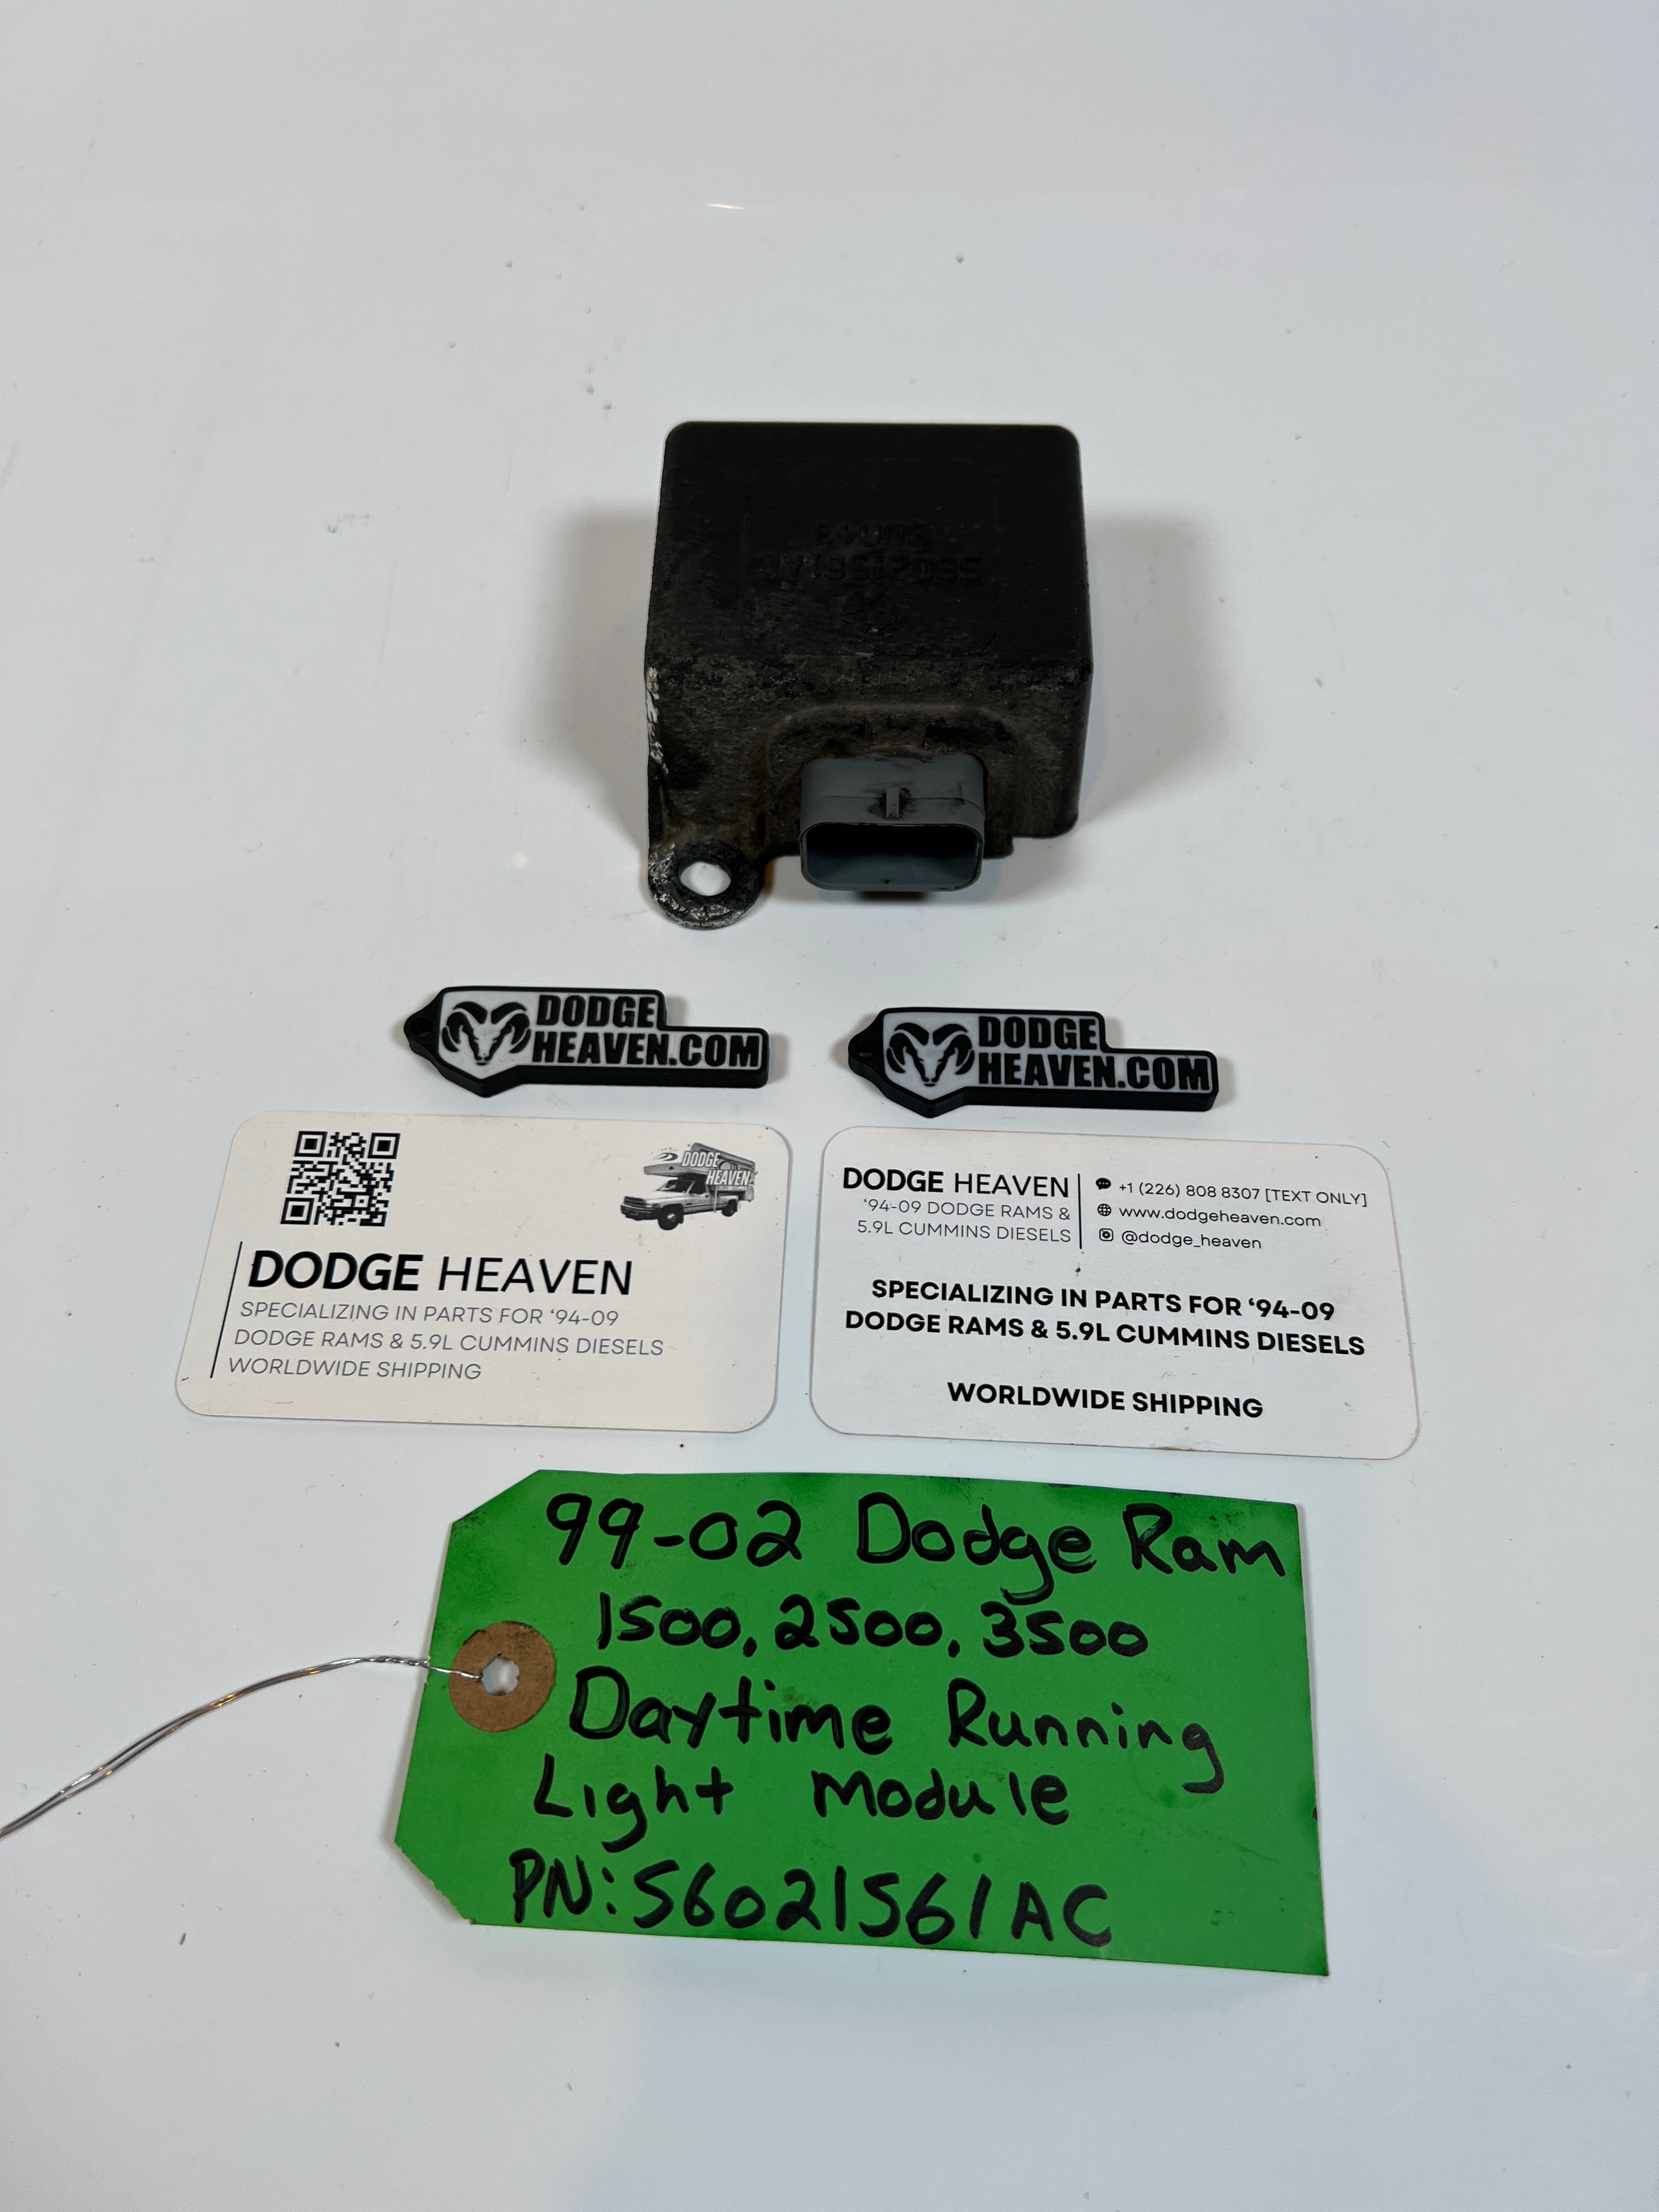 DODGE
HEAVEN.COM
DODGE
HEAVEN.COM
DODGE
HEAVEN
DODGE HEAVEN
SPECIALIZING IN PARTS FOR ‘94-09
DODGE RAMS & 5.9L CUMMINS DIESELS
WORLDWIDE SHIPPING
DODGE HEAVEN
‘94-09 DODGE RAMS &
5.9L CUMMINS DIESELS
+1 (226) 808 8307 [TEXT ONLY]
www.dodgeheaven.com
@dodge_heaven
SPECIALIZING IN PARTS FOR ‘94-09
DODGE RAMS & 5.9L CUMMINS DIESELS
WORLDWIDE SHIPPING
99-02 Dodge Ram
1500, 2500, 3500
Daytime Running
Light Module
PN: 56021561AC